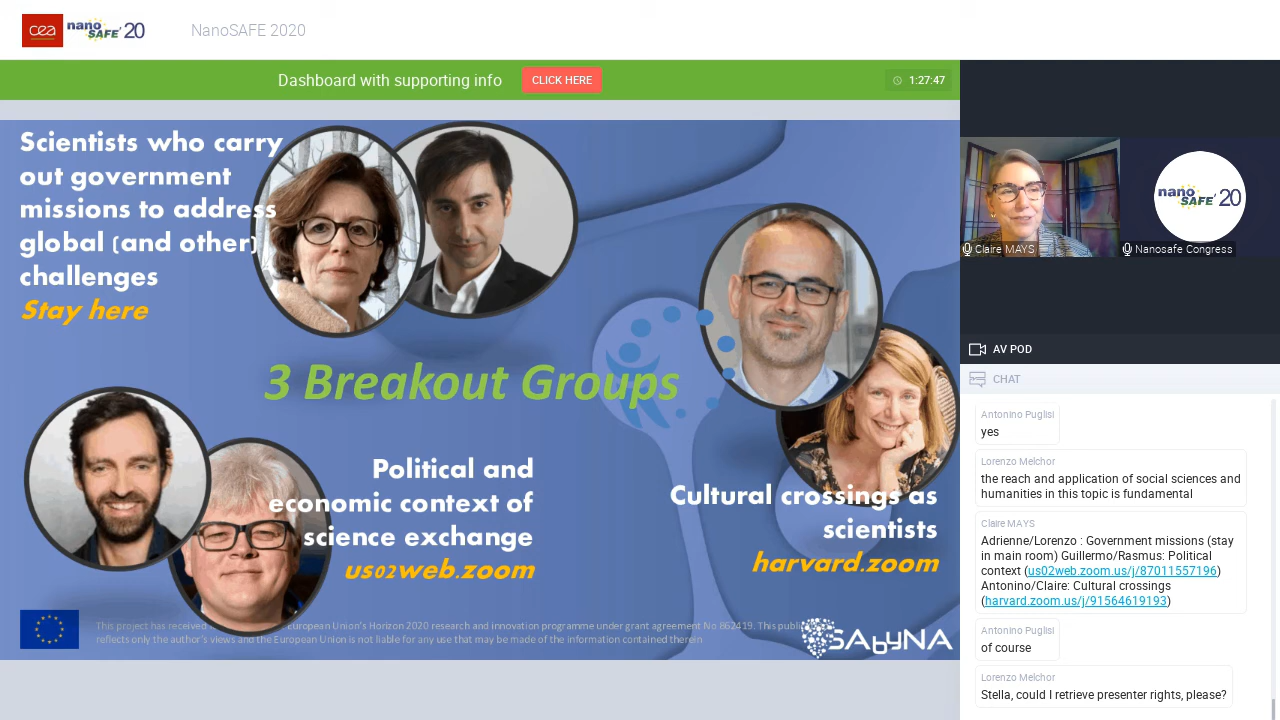 cea nano SAFE' 20
NanoSAFE 2020
Dashboard with supporting info
CLICK HERE
1:27:47
Scientists who carry
out government
missions to address
global (and other)
challenges
Stay here
3 Breakout Groups
Political and
economic context of
science exchange
us02web.zoom
Cultural crossings as
scientists
harvard.zoom
This project has received European Union's Horizon 2020 research and innovation programme under grant agreement No 862419. This
reflects only the author's views and the European Union is not liable for any use that may be made of the information contained therein.
SAbyNA
nano SAFE' 20
Claire MAYS
Nanosafe Congress
AV POD
CHAT
Antonino Puglisi
yes
Lorenzo Melchor
the reach and application of social sciences and
humanities in this topic is fundamental
Claire MAYS
Adrienne/Lorenzo : Government missions (stay
in main room) Guillermo/Rasmus: Political
context (us02web.zoom.us/j/87011557196)
Antonino/Claire: Cultural crossings
(harvard.zoom.us/j/91564619193)
Antonino Puglisi
of course
Lorenzo Melchor
Stella, could I retrieve presenter rights, please?